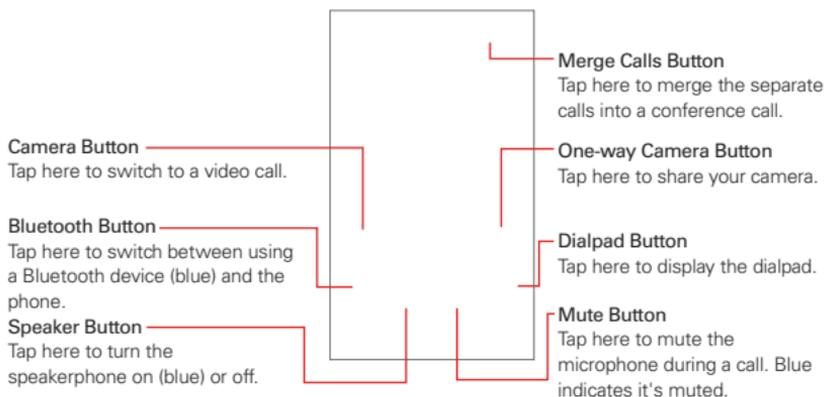 Merge Calls Button
Tap here to merge the separate
calls into a conference call.
Camera Button
Tap here to switch to a video call.
One-way Camera Button
Tap here to share your camera.
Bluetooth Button
Tap here to switch between using
a Bluetooth device (blue) and the
phone.
Dialpad Button
Tap here to display the dialpad.
Speaker Button
Tap here to turn the
speakerphone on (blue) or off.
Mute Button
Tap here to mute the
microphone during a call. Blue
indicates it's muted.